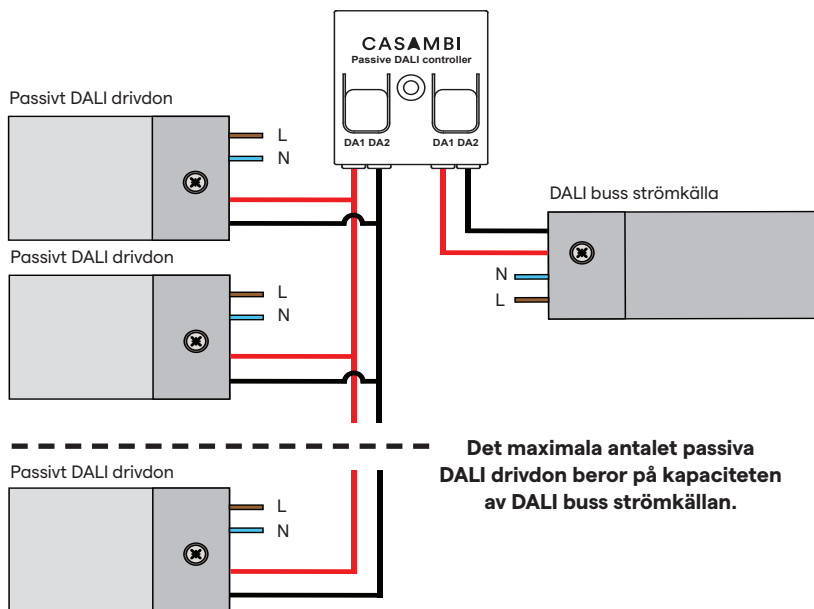 CASAMBI
Passive DALI controller
DA1 DA2 DA1 DA2
Passivt DALI drivdon
L
N
DALI buss strömkälla
N
L
Passivt DALI drivdon
L
N
Det maximala antalet passiva
DALI drivdon beror på kapaciteten
av DALI buss strömkällan.
Passivt DALI drivdon
L
N